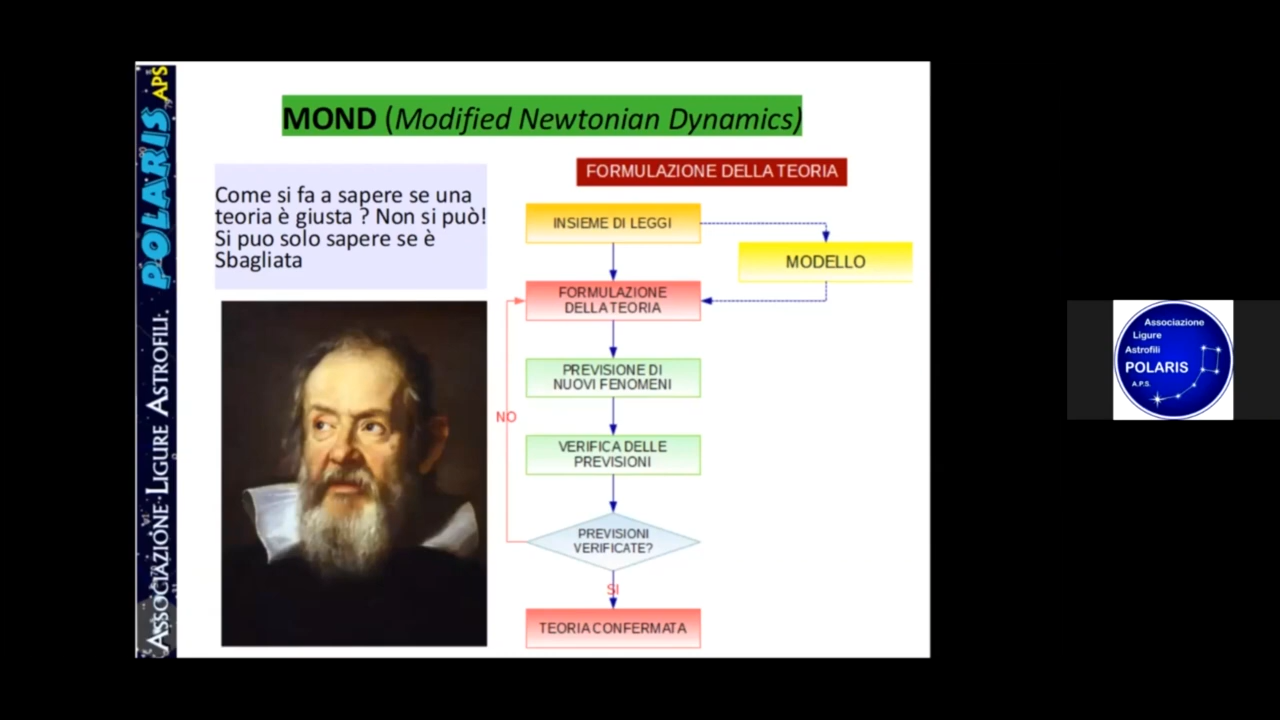 MOND (Modified Newtonian Dynamics)
FORMULAZIONE DELLA TEORIA
Come si fa a sapere se una
teoria è giusta ? Non si può!
Si puo solo sapere se è
Sbagliata
INSIEME DI LEGGI
MODELLO
FORMULAZIONE
DELLA TEORIA
PREVISIONE DI
NUOVI FENOMENI
NO
VERIFICA DELLE
PREVISIONI
PREVISIONI
VERIFICATE?
SI
TEORIA CONFERMATA
ASSOCIAZIONE LIGURE ASTROFILI POLARIS APS
Associazione
Ligure
Astrofili
POLARIS
A.P.S.